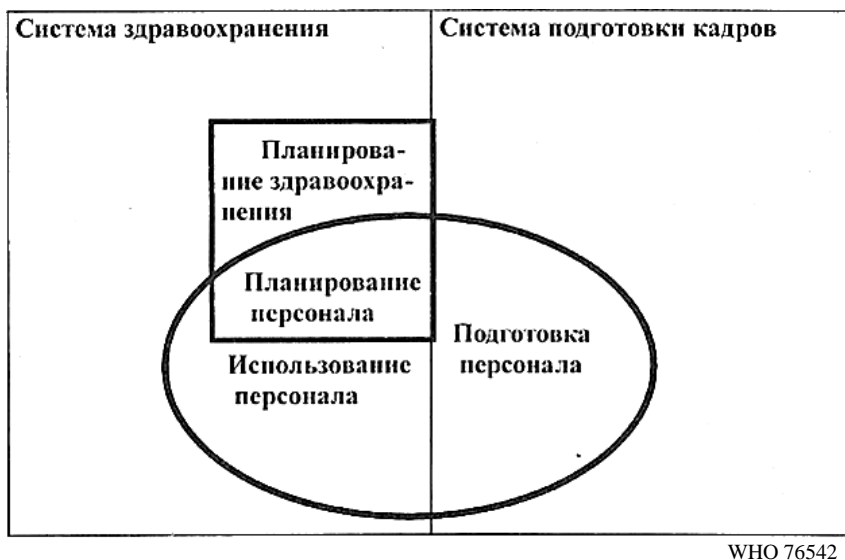 Система здравоохранения
Система подготовки кадров
Планирова-
ние здравоохра-
нения
Планирование
персонала
Использование
персонала
Подготовка
персонала
WHO 76542